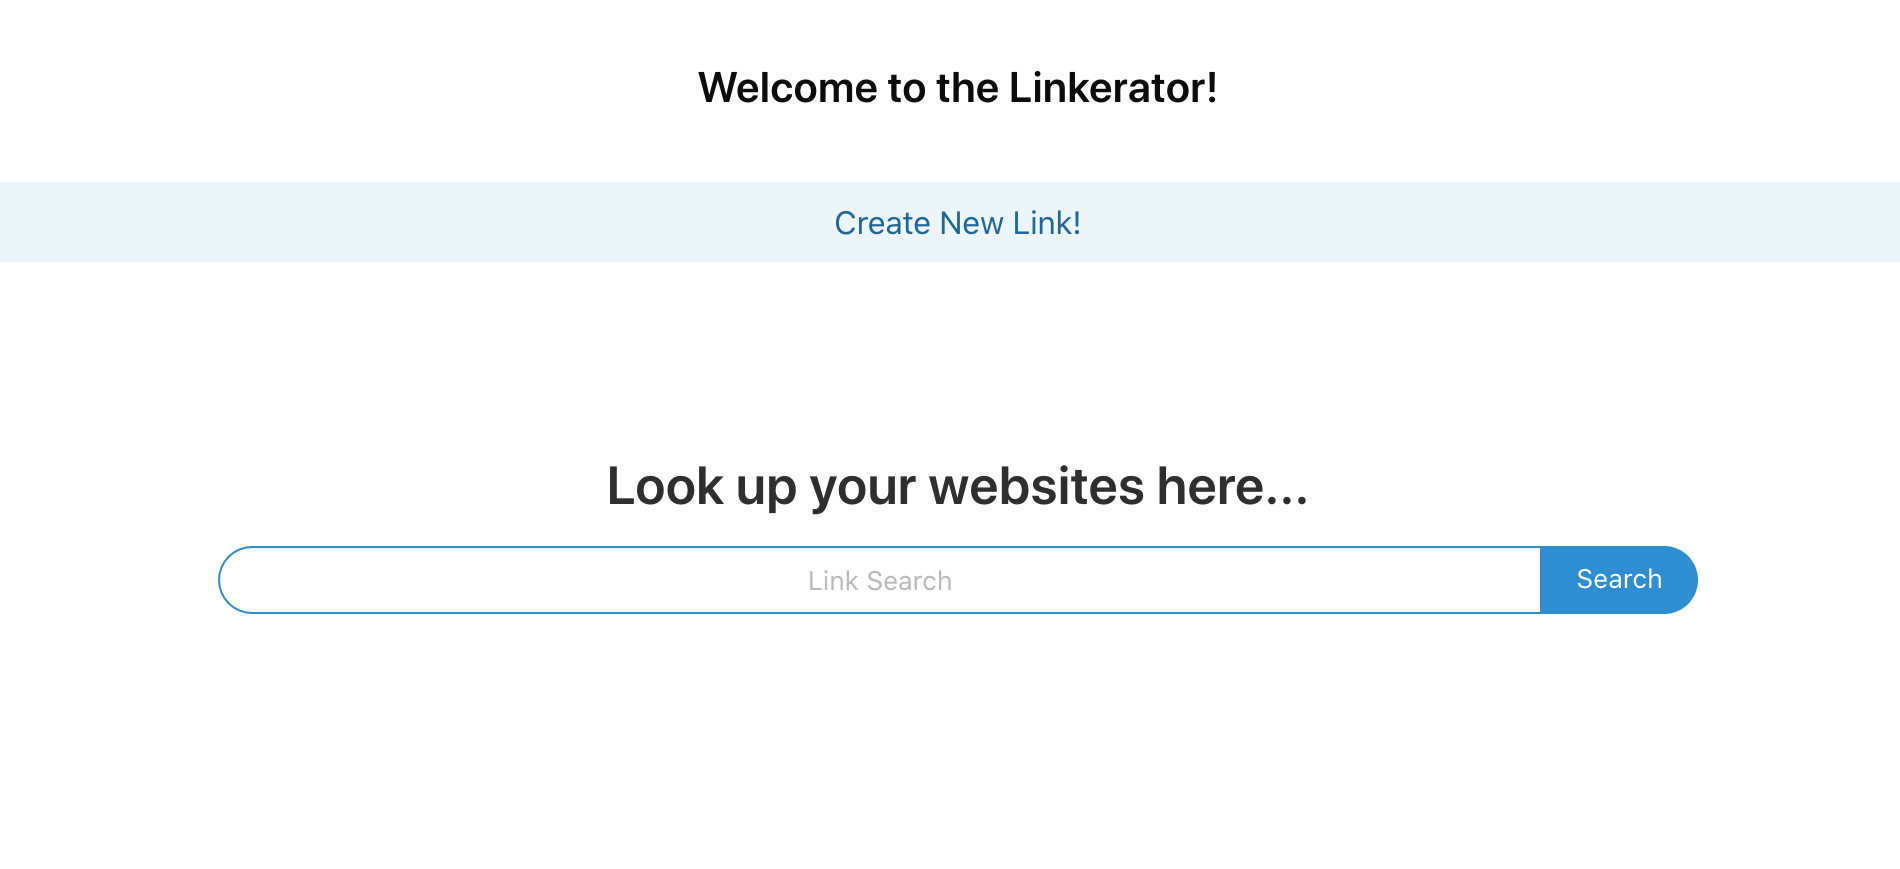 Welcome to the Linkerator!
Create New Link!
Look up your websites here...
Link Search
Search